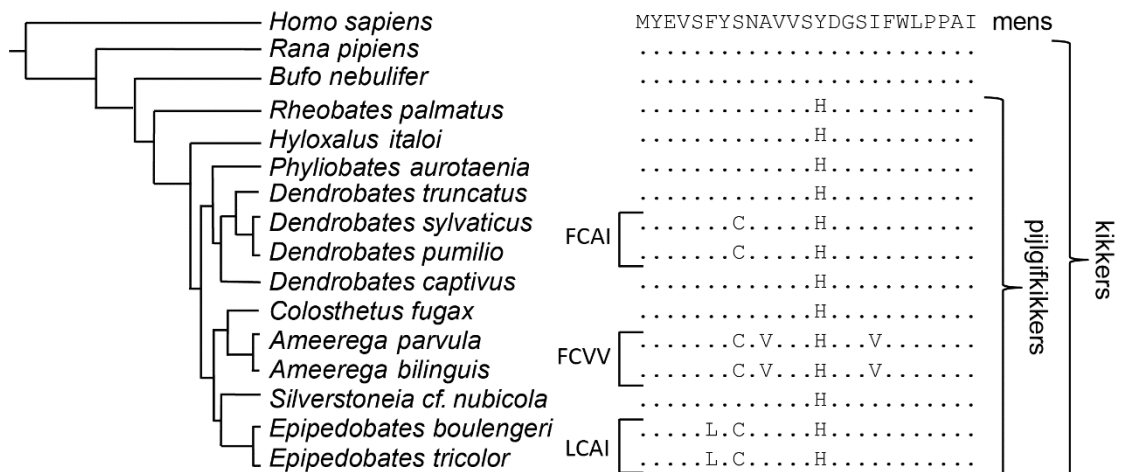 Homo sapiens MYEVSFYSNAVVSYDGSIFWLPPAI mens
Rana pipiens .........................
Bufo nebulifer .........................
Rheobates palmatus .............H...........
Hyloxalus italoi .............H...........
Phyliobates aurotaenia .............H...........
Dendrobates truncatus .............H...........
Dendrobates sylvaticus .......C.....H...........
FCAI
Dendrobates pumilio .......C.....H...........
Dendrobates captivus .............H...........
Colosthetus fugax .............H...........
Ameerega parvula .......C.V...H...V.......
FCVV
Ameerega bilinguis .......C.V...H...V.......
Silverstoneia cf. nubicola .............H...........
Epipedobates boulengeri .....L.C.....H...........
LCAI
Epipedobates tricolor .....L.C.....H...........
pijlgifkikkers
kikkers